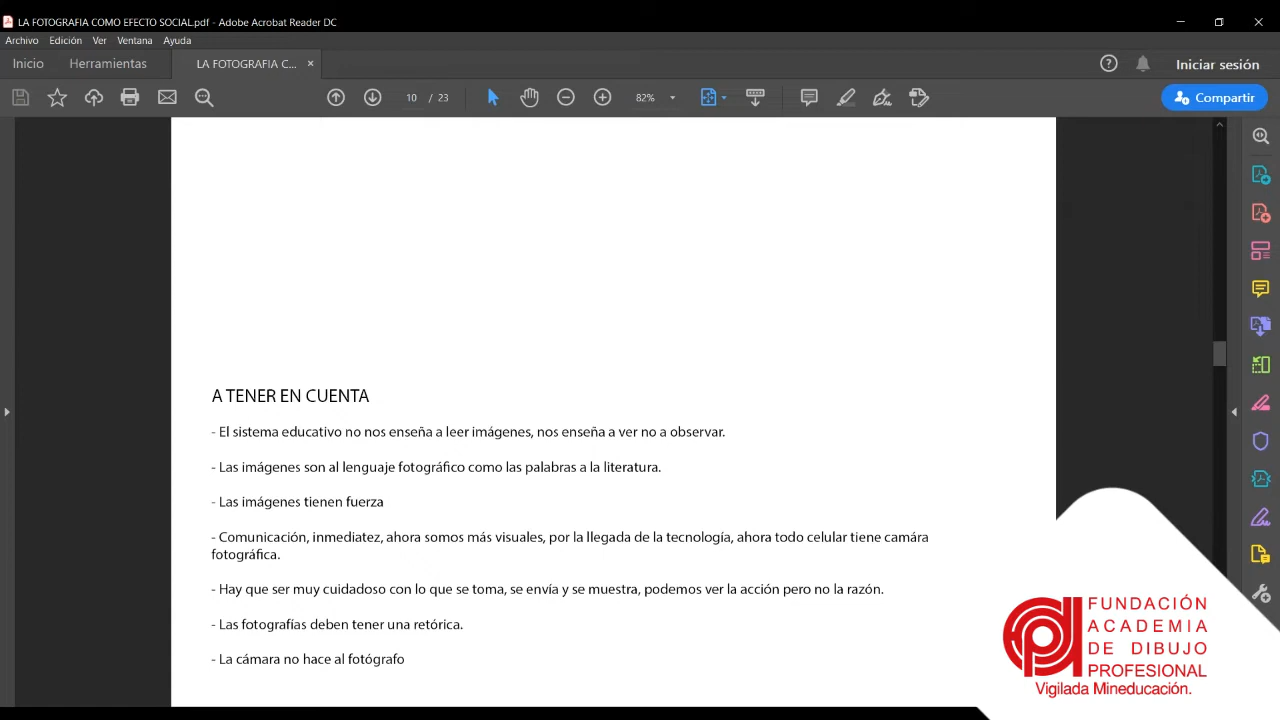 LA FOTOGRAFIA COMO EFECTO SOCIAL.pdf - Adobe Acrobat Reader DC
Archivo Edición Ver Ventana Ayuda
Inicio Herramientas LA FOTOGRAFIA C... ×
Iniciar sesión
10 / 23 82% Compartir
A TENER EN CUENTA
- El sistema educativo no nos enseña a leer imágenes, nos enseña a ver no a observar.
- Las imágenes son al lenguaje fotográfico como las palabras a la literatura.
- Las imágenes tienen fuerza
- Comunicación, inmediatez, ahora somos más visuales, por la llegada de la tecnología, ahora todo celular tiene camára
fotográfica.
- Hay que ser muy cuidadoso con lo que se toma, se envía y se muestra, podemos ver la acción pero no la razón.
- Las fotografías deben tener una retórica.
- La cámara no hace al fotógrafo
FUNDACIÓN
ACADEMIA
DE DIBUJO
PROFESIONAL
Vigilada Mineducación.